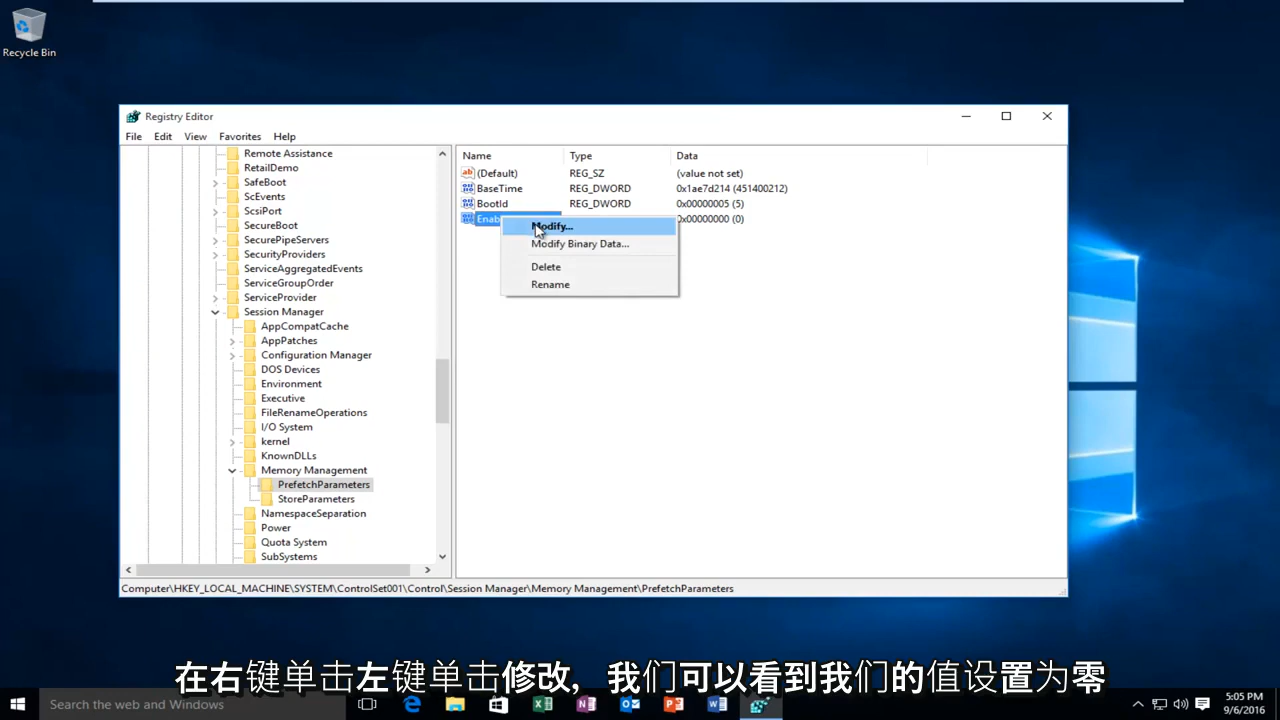 Recycle Bin
Registry Editor
File Edit View Favorites Help
Remote Assistance
RetailDemo
SafeBoot
ScEvents
ScsiPort
SecureBoot
SecurePipeServers
SecurityProviders
ServiceAggregatedEvents
ServiceGroupOrder
ServiceProvider
Session Manager
AppCompatCache
AppPatches
Configuration Manager
DOS Devices
Environment
Executive
FileRenameOperations
I/O System
kernel
KnownDLLs
Memory Management
PrefetchParameters
StoreParameters
NamespaceSeparation
Power
Quota System
SubSystems
Name Type Data
(Default) REG_SZ (value not set)
BaseTime REG_DWORD 0x1ae7d214 (451400212)
BootId REG_DWORD 0x00000005 (5)
Enab 0x00000000 (0)
Modify...
Modify Binary Data...
Delete
Rename
Computer\HKEY_LOCAL_MACHINE\SYSTEM\ControlSet001\Control\Session Manager\Memory Management\PrefetchParameters
在右键单击左键单击修改，我们可以看到我们的值设置为零
Search the web and Windows
5:05 PM
9/6/2016